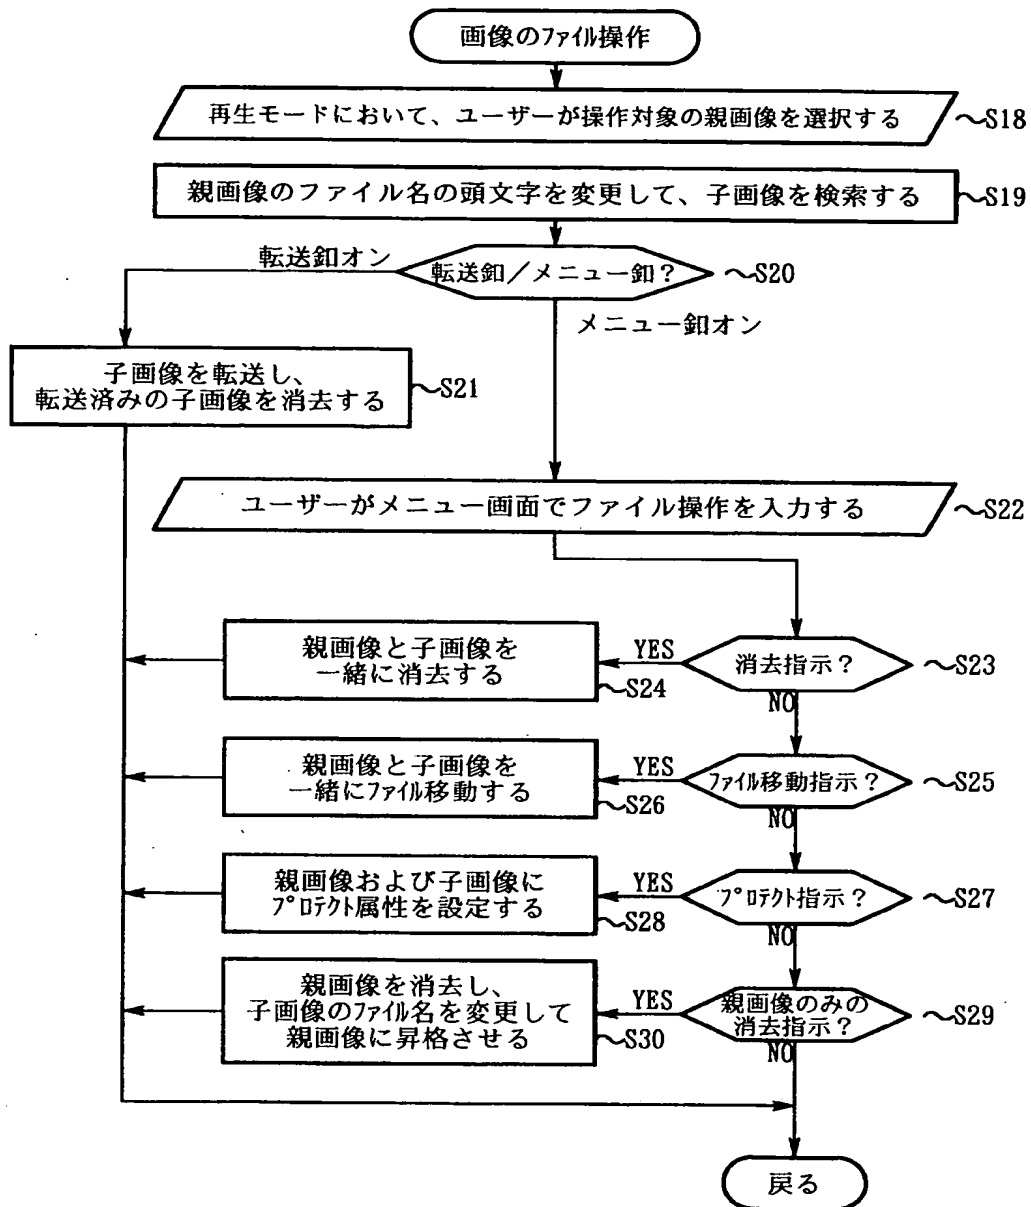 画像のﾌｧｲﾙ操作
再生モードにおいて、ユーザーが操作対象の親画像を選択する
～S18
親画像のファイル名の頭文字を変更して、子画像を検索する
～S19
転送釦オン
転送釦／メニュー釦？
～S20
メニュー釦オン
子画像を転送し、
転送済みの子画像を消去する
～S21
ユーザーがメニュー画面でファイル操作を入力する
～S22
親画像と子画像を
一緒に消去する
～S24
YES
消去指示？
～S23
NO
親画像と子画像を
一緒にﾌｧｲﾙ移動する
～S26
YES
ﾌｧｲﾙ移動指示？
～S25
NO
親画像および子画像に
ﾌﾟﾛﾃｸﾄ属性を設定する
～S28
YES
ﾌﾟﾛﾃｸﾄ指示？
～S27
NO
親画像を消去し、
子画像のﾌｧｲﾙ名を変更して
親画像に昇格させる
～S30
YES
親画像のみの
消去指示？
～S29
NO
戻る